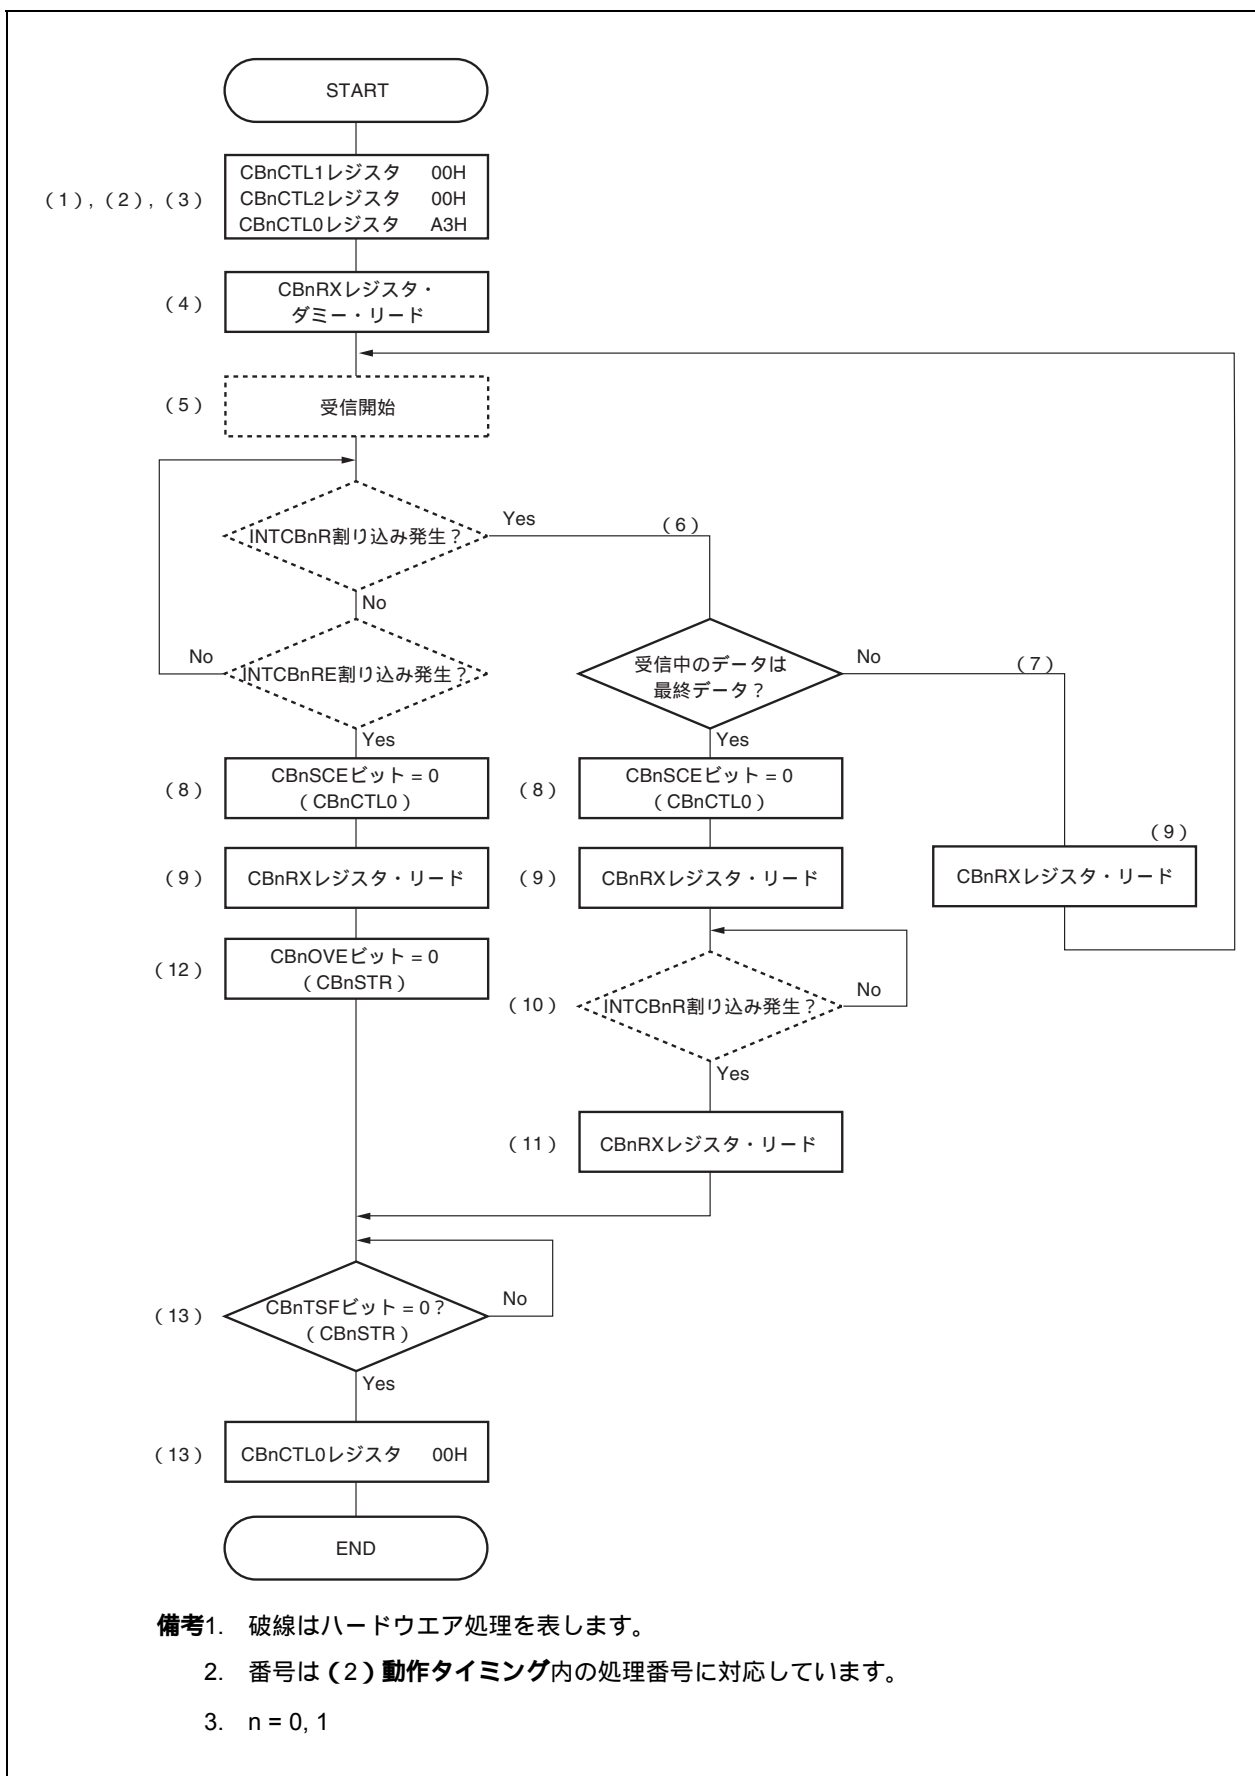 START
CBnCTL1レジスタ 00H
(1), (2), (3) CBnCTL2レジスタ 00H
CBnCTL0レジスタ A3H
(4)
CBnRXレジスタ・
ダミー・リード
(5) 受信開始
INTCBnR割り込み発生？ Yes (6)
No
INTCBnRE割り込み発生？ No
Yes
受信中のデータは
最終データ？
No (7)
Yes
(8)
CBnSCEビット = 0
(CBnCTL0)
(8)
CBnSCEビット = 0
(CBnCTL0)
(9) CBnRXレジスタ・リード
(9) CBnRXレジスタ・リード
(9)
CBnRXレジスタ・リード
(12)
CBnOVEビット = 0
(CBnSTR)
(10) INTCBnR割り込み発生？ No
Yes
(11) CBnRXレジスタ・リード
(13)
CBnTSFビット = 0？
(CBnSTR)
No
Yes
(13) CBnCTL0レジスタ 00H
END
備考1. 破線はハードウエア処理を表します。
2. 番号は(2)動作タイミング内の処理番号に対応しています。
3. n = 0, 1